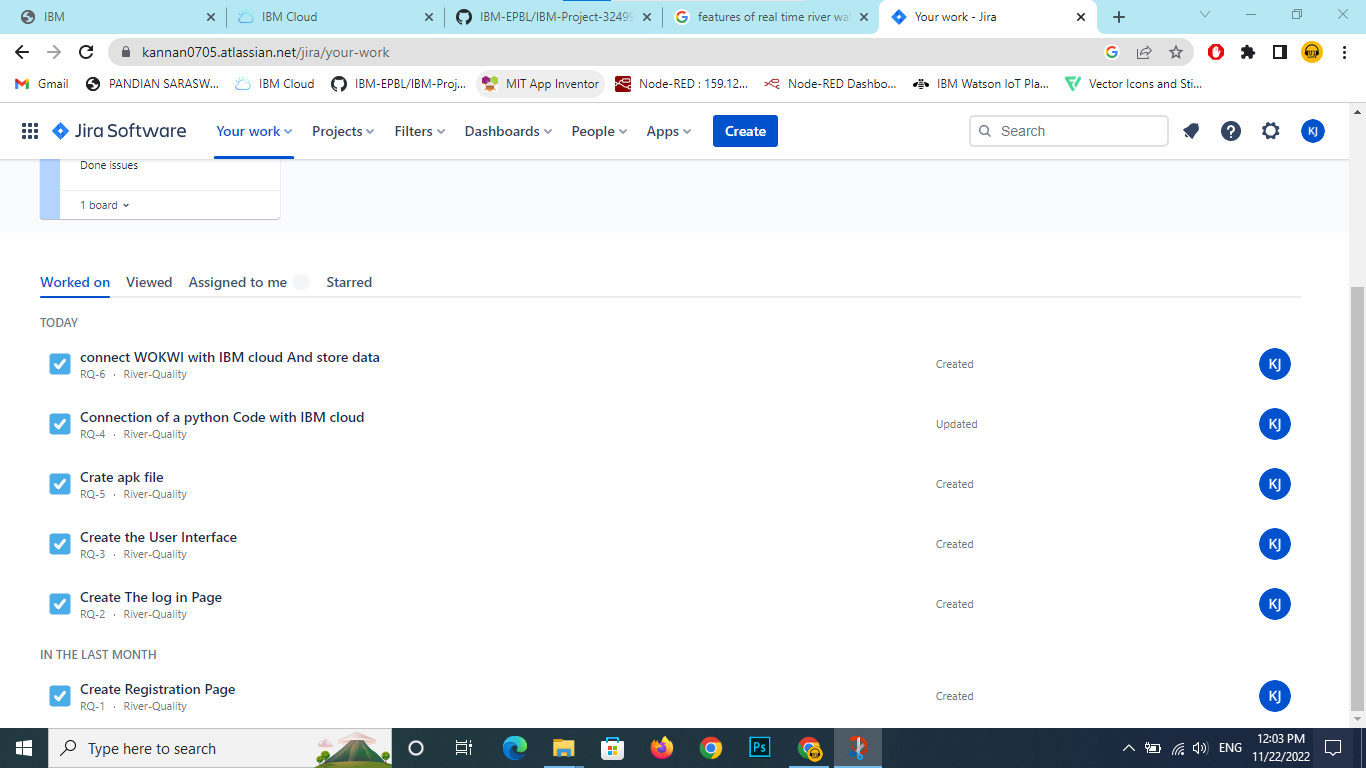 IBM
IBM Cloud
IBM-EPBL/IBM-Project-32499
features of real time river wat
Your work - Jira
kannan0705.atlassian.net/jira/your-work
Gmail
PANDIAN SARASW...
IBM Cloud
IBM-EPBL/IBM-Proj...
MIT App Inventor
Node-RED : 159.12...
Node-RED Dashbo...
IBM Watson IoT Pla...
Vector Icons and Sti...
Jira Software
Your work
Projects
Filters
Dashboards
People
Apps
Create
Search
KJ
Done issues
1 board
Worked on
Viewed
Assigned to me
Starred
TODAY
connect WOKWI with IBM cloud And store data
RQ-6 · River-Quality
Created
KJ
Connection of a python Code with IBM cloud
RQ-4 · River-Quality
Updated
KJ
Crate apk file
RQ-5 · River-Quality
Created
KJ
Create the User Interface
RQ-3 · River-Quality
Created
KJ
Create The log in Page
RQ-2 · River-Quality
Created
KJ
IN THE LAST MONTH
Create Registration Page
RQ-1 · River-Quality
Created
KJ
Type here to search
Ps
ENG
12:03 PM
11/22/2022